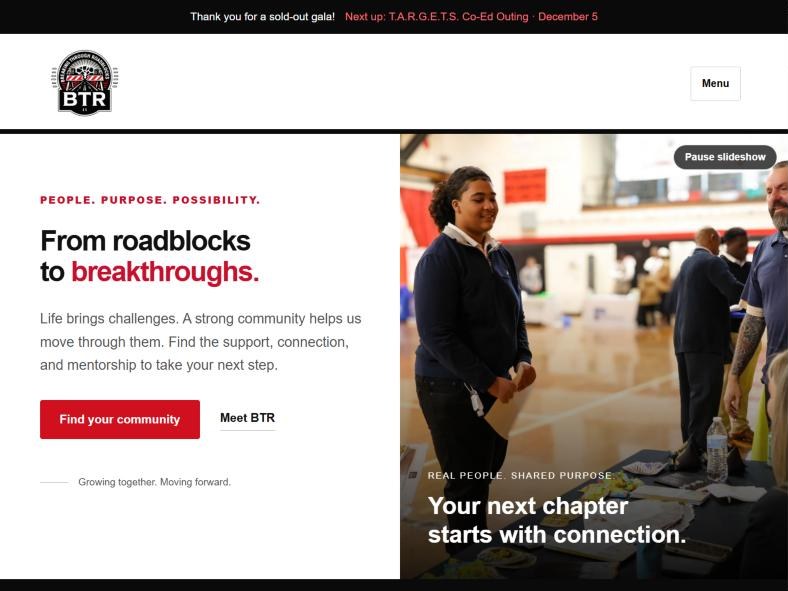 Thank you for a sold-out gala! Next up: T.A.R.G.E.T.S. Co-Ed Outing · December 5
BREAKING THROUGH ROADBLOCKS
BTR
Menu
Pause slideshow
PEOPLE. PURPOSE. POSSIBILITY.
From roadblocks
to breakthroughs.
Life brings challenges. A strong community helps us
move through them. Find the support, connection,
and mentorship to take your next step.
Find your community
Meet BTR
Growing together. Moving forward.
REAL PEOPLE. SHARED PURPOSE.
Your next chapter
starts with connection.